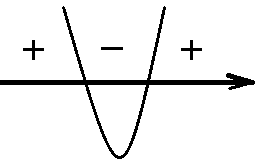 + − +